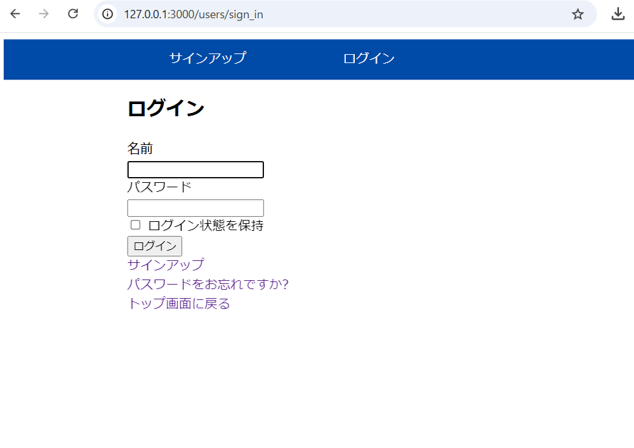 127.0.0.1:3000/users/sign_in
サインアップ ログイン
ログイン
名前
パスワード
ログイン状態を保持
ログイン
サインアップ
パスワードをお忘れですか?
トップ画面に戻る